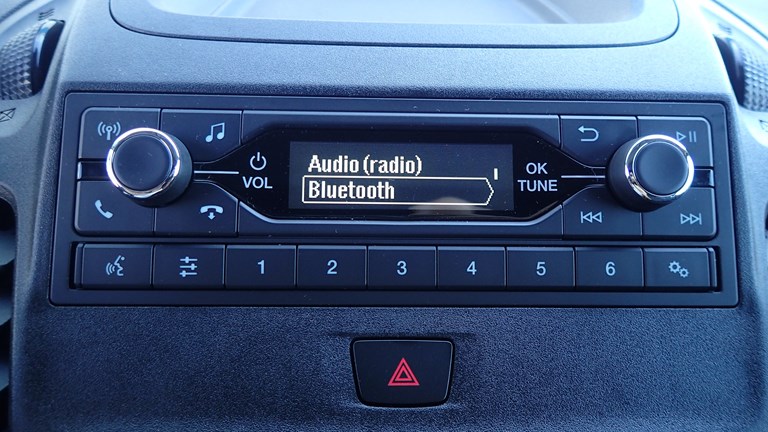 Audio (radio)
Bluetooth
VOL
OK
TUNE
1 2 3 4 5 6